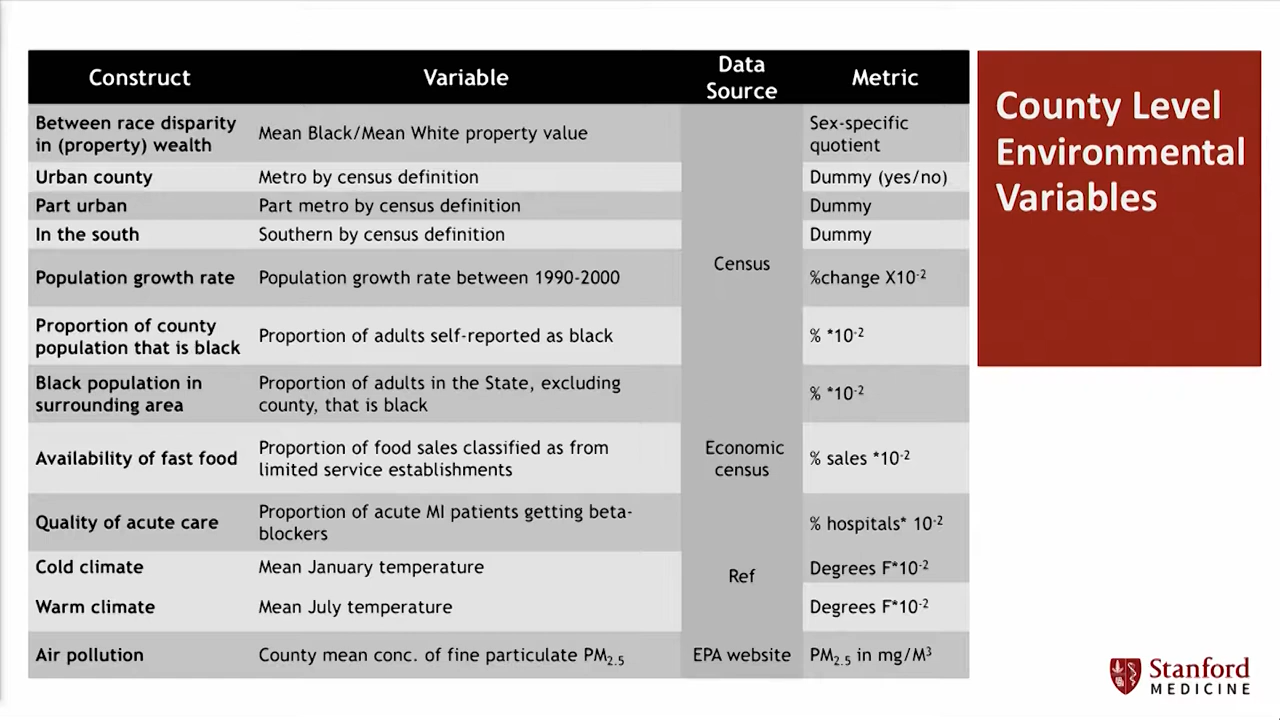 Construct Variable Data Source Metric
Between race disparity in (property) wealth Mean Black/Mean White property value Sex-specific quotient
Urban county Metro by census definition Dummy (yes/no)
Part urban Part metro by census definition Dummy
In the south Southern by census definition Dummy
Census
Population growth rate Population growth rate between 1990-2000 %change X10-2
Proportion of county population that is black Proportion of adults self-reported as black % *10-2
Black population in surrounding area Proportion of adults in the State, excluding county, that is black % *10-2
Availability of fast food Proportion of food sales classified as from limited service establishments Economic census % sales *10-2
Quality of acute care Proportion of acute MI patients getting beta-blockers % hospitals* 10-2
Cold climate Mean January temperature Degrees F*10-2
Ref
Warm climate Mean July temperature Degrees F*10-2
Air pollution County mean conc. of fine particulate PM2.5 EPA website PM2.5 in mg/M3
County Level
Environmental
Variables
Stanford
MEDICINE